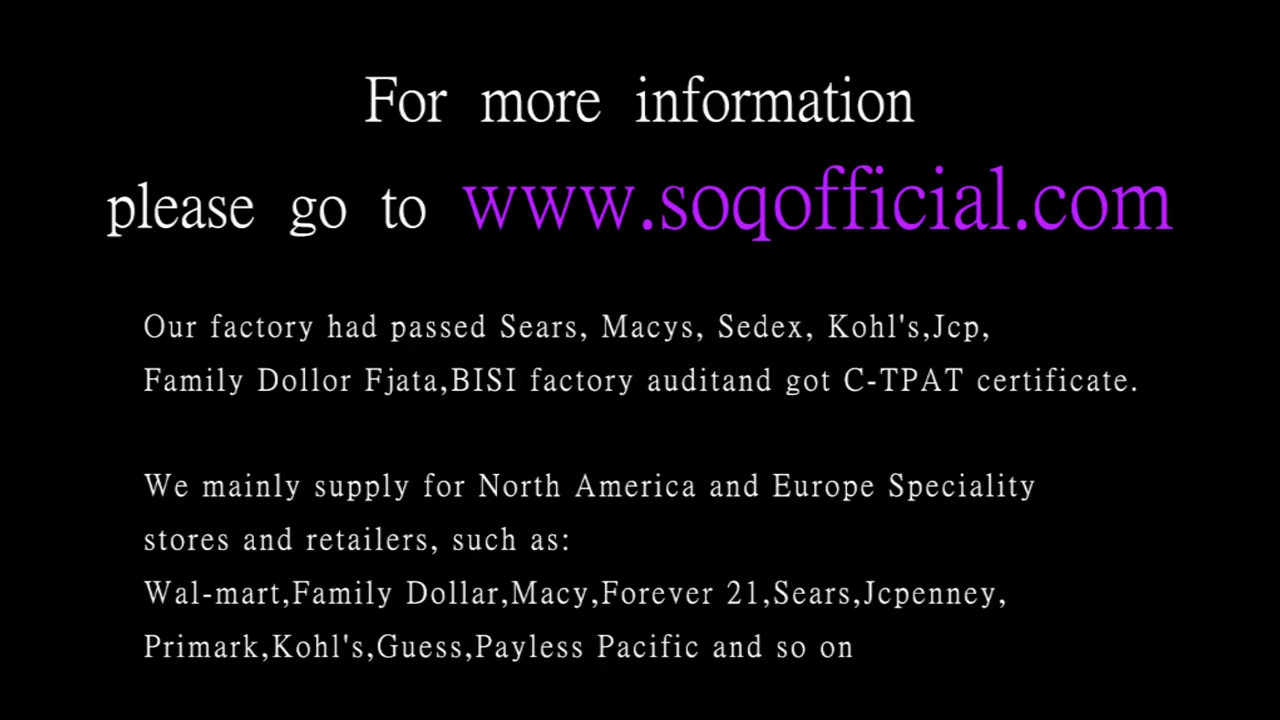 For more information
please go to www.soqofficial.com
Our factory had passed Sears, Macys, Sedex, Kohl's,Jcp,
Family Dollor Fjata,BISI factory auditand got C-TPAT certificate.
We mainly supply for North America and Europe Speciality
stores and retailers, such as:
Wal-mart,Family Dollar,Macy,Forever 21,Sears,Jcpenney,
Primark,Kohl's,Guess,Payless Pacific and so on